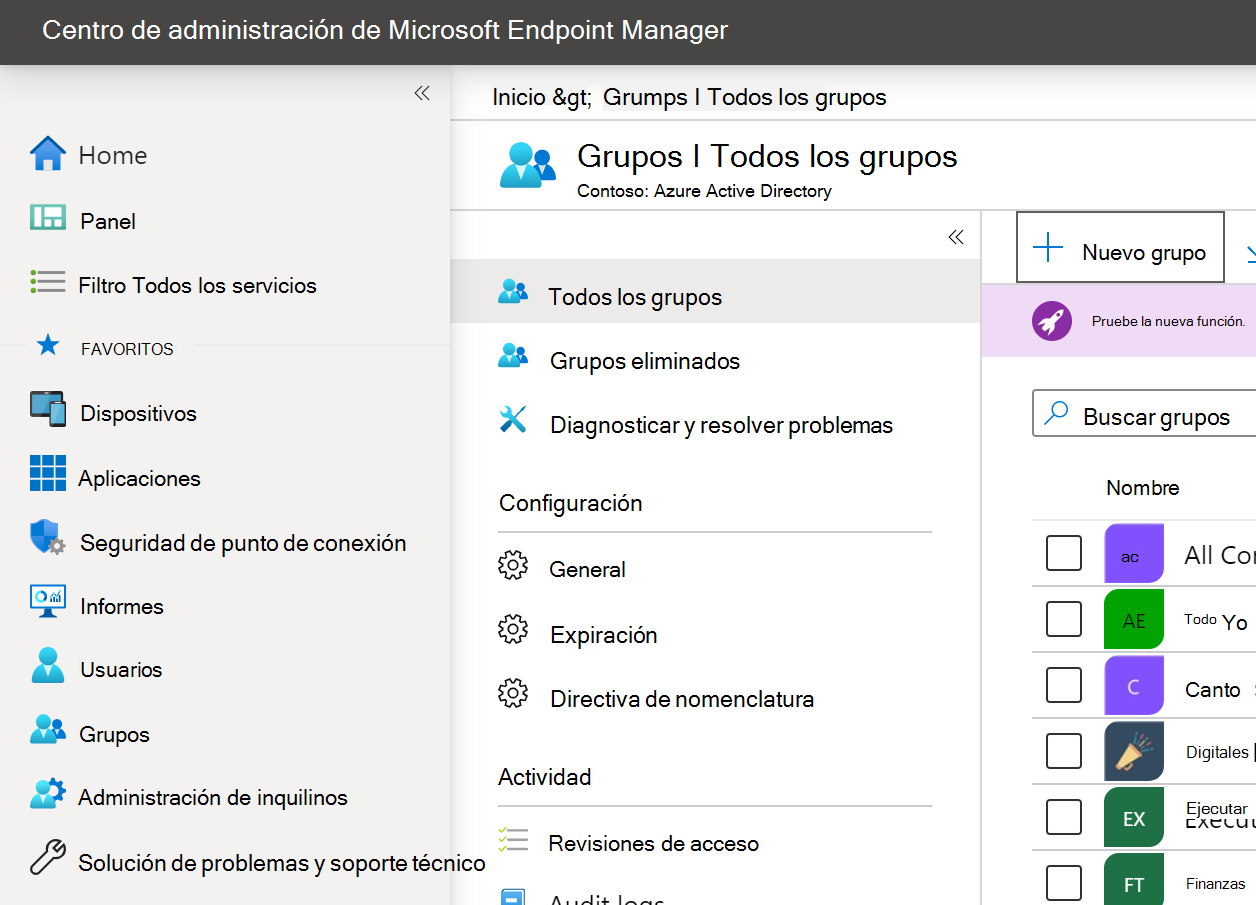 Centro de administración de Microsoft Endpoint Manager
Home
Panel
Filtro Todos los servicios
FAVORITOS
Dispositivos
Aplicaciones
Seguridad de punto de conexión
Informes
Usuarios
Grupos
Administración de inquilinos
Solución de problemas y soporte técnico
Inicio &gt; Grumps I Todos los grupos
Grupos I Todos los grupos
Contoso: Azure Active Directory
Todos los grupos
Grupos eliminados
Diagnosticar y resolver problemas
Configuración
General
Expiración
Directiva de nomenclatura
Actividad
Revisiones de acceso
Audit logs
Nuevo grupo
Pruebe la nueva función.
Buscar grupos
Nombre
ac All
AE Todo Yo
C Canto
Digitales
EX Ejecutar
FT Finanzas